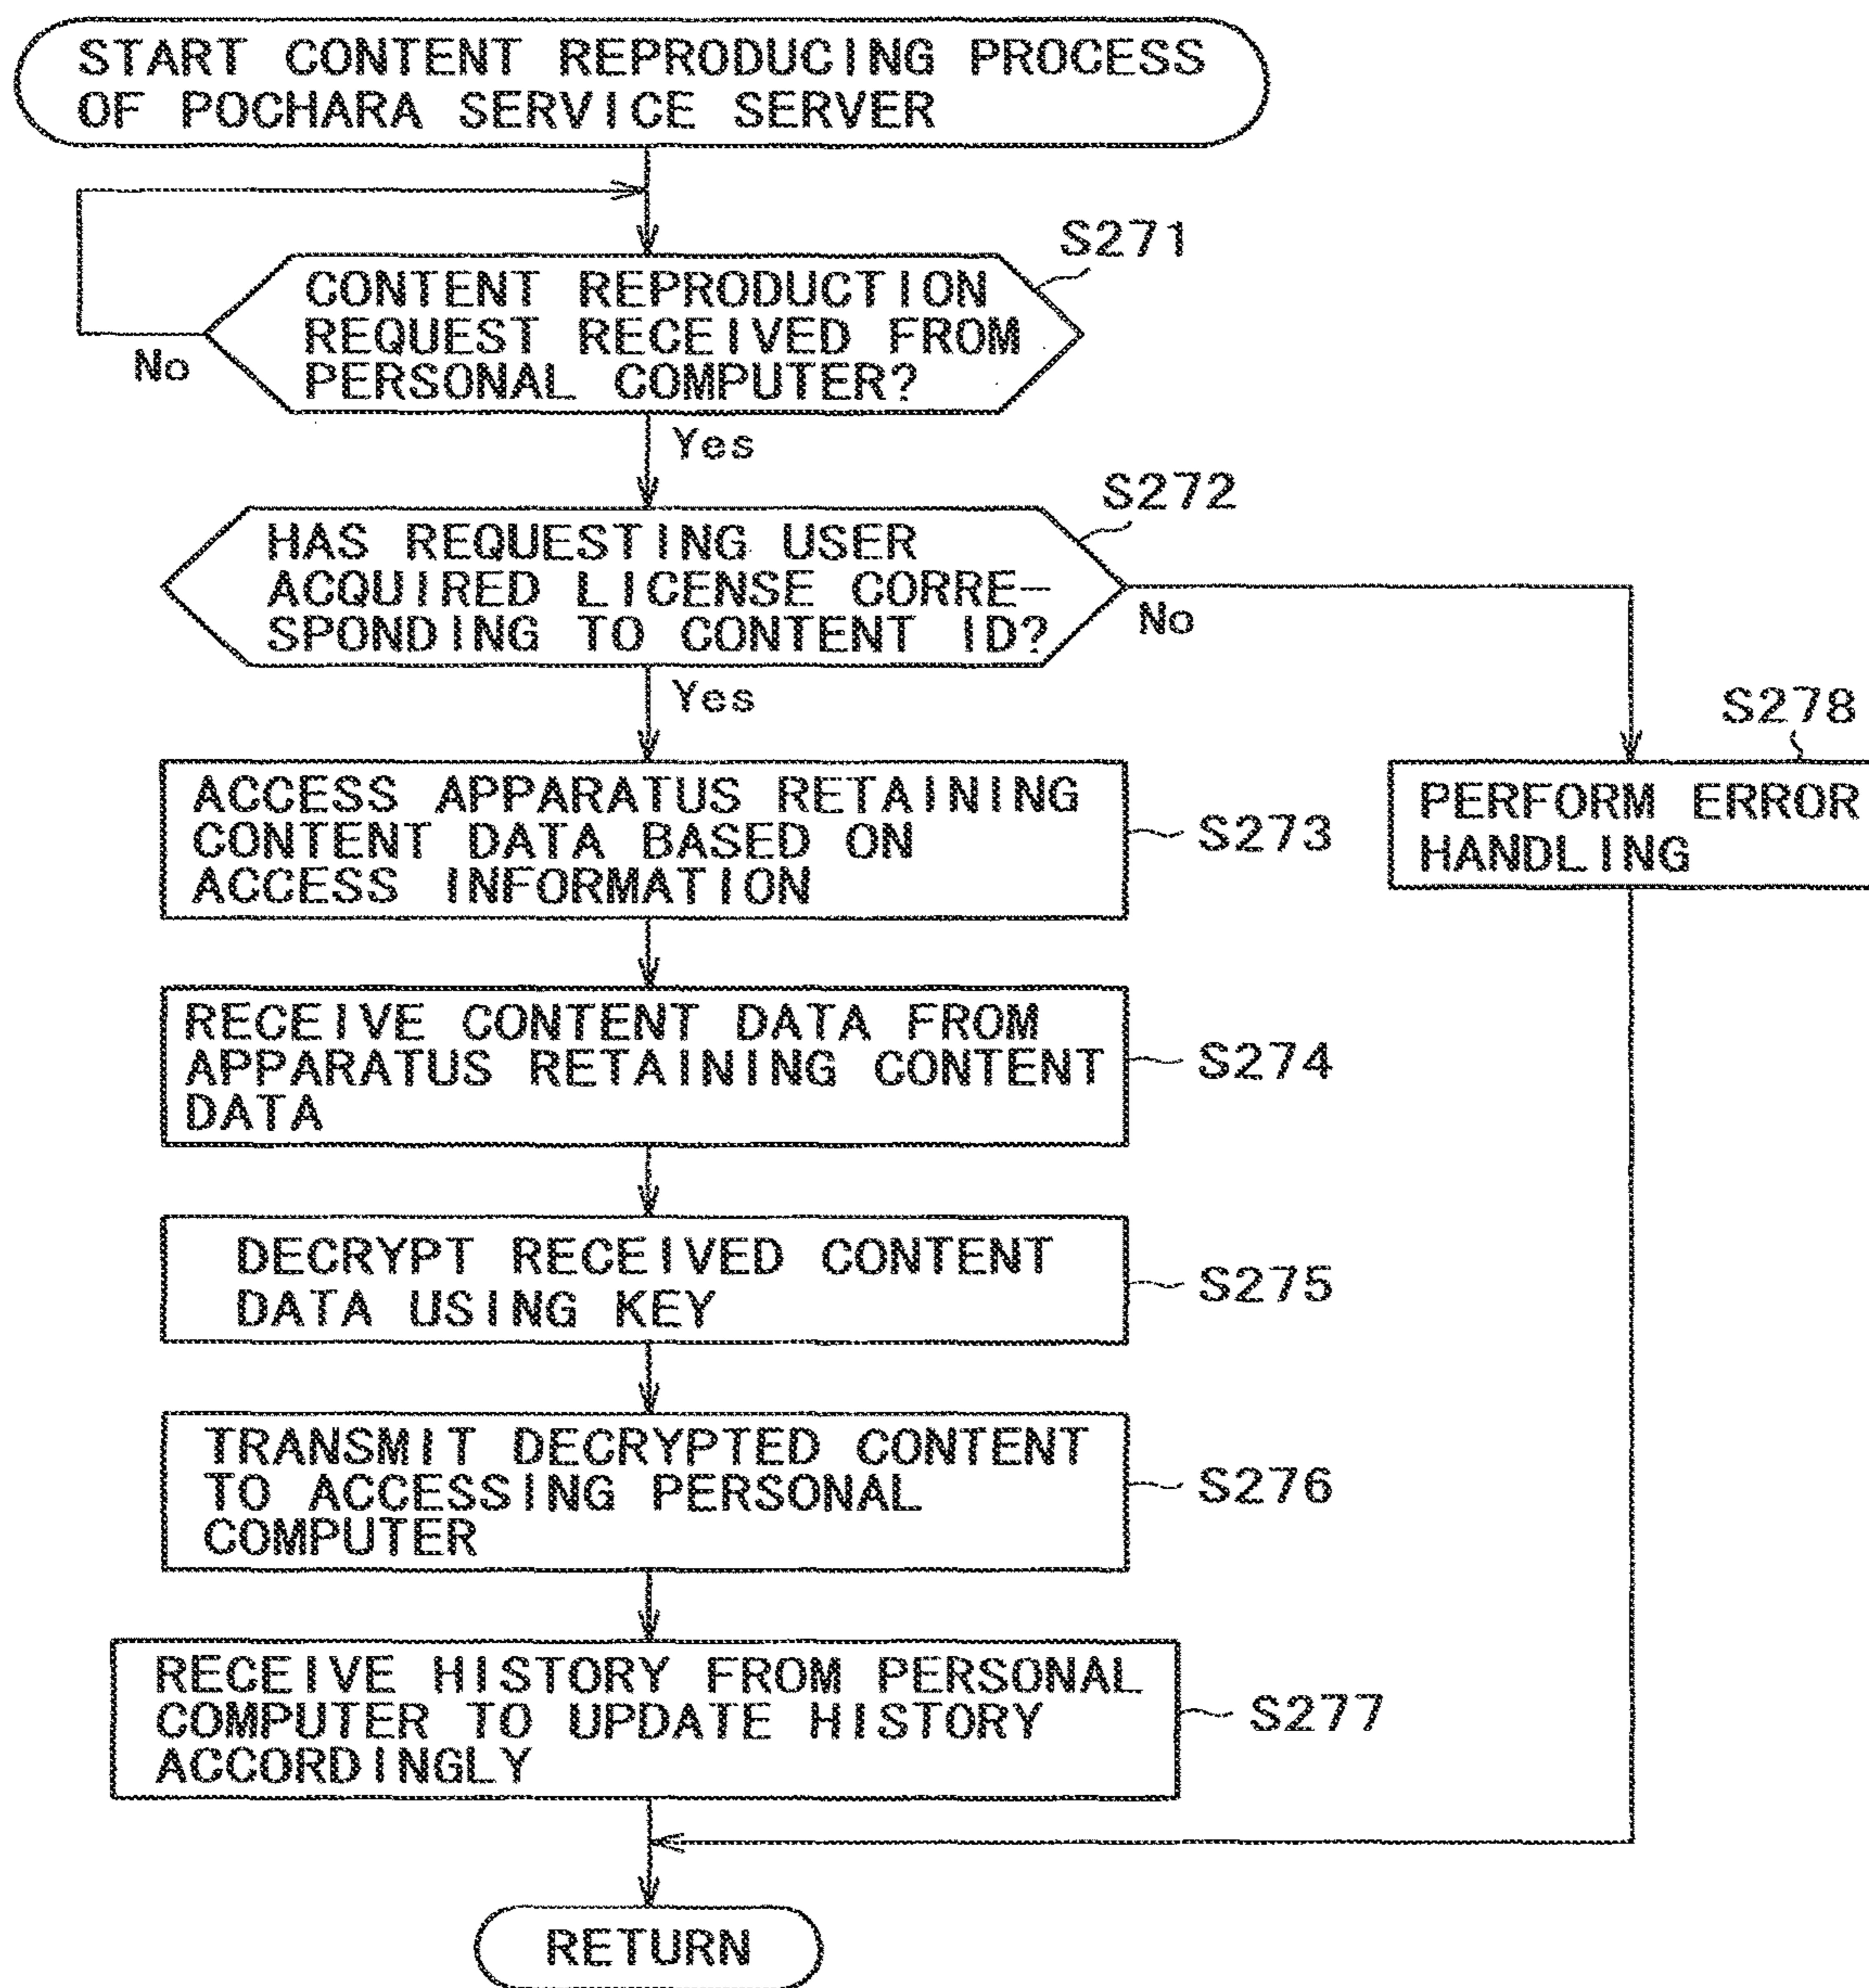 START CONTENT REPRODUCING PROCESS
OF POCHARA SERVICE SERVER
S271
CONTENT REPRODUCTION
REQUEST RECEIVED FROM
PERSONAL COMPUTER?
No
Yes
S272
HAS REQUESTING USER
ACQUIRED LICENSE CORRE-
SPONDING TO CONTENT ID?
No
Yes
S278
PERFORM ERROR
HANDLING
ACCESS APPARATUS RETAINING
CONTENT DATA BASED ON
ACCESS INFORMATION
S273
RECEIVE CONTENT DATA FROM
APPARATUS RETAINING CONTENT
DATA
S274
DECRYPT RECEIVED CONTENT
DATA USING KEY
S275
TRANSMIT DECRYPTED CONTENT
TO ACCESSING PERSONAL
COMPUTER
S276
RECEIVE HISTORY FROM PERSONAL
COMPUTER TO UPDATE HISTORY
ACCORDINGLY
S277
RETURN